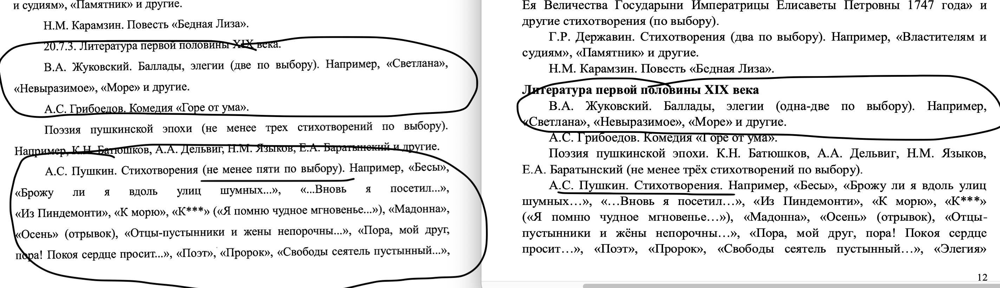 и судиям», «Памятник» и другие.
Н.М. Карамзин. Повесть «Бедная Лиза».
20.7.3. Литература первой половины XIX века.
В.А. Жуковский. Баллады, элегии (две по выбору). Например, «Светлана»,
«Невыразимое», «Море» и другие.
А.С. Грибоедов. Комедия «Горе от ума».
Поэзия пушкинской эпохи (не менее трех стихотворений по выбору).
Например, К.Н. Батюшков, А.А. Дельвиг, Н.М. Языков, Е.А. Баратынский и другие.
А.С. Пушкин. Стихотворения (не менее пяти по выбору). Например, «Бесы»,
«Брожу ли я вдоль улиц шумных...», «...Вновь я посетил...»,
«Из Пиндемонти», «К морю», «К***» («Я помню чудное мгновенье...»), «Мадонна»,
«Осень» (отрывок), «Отцы-пустынники и жены непорочны...», «Пора, мой друг,
пора! Покоя сердце просит...», «Поэт», «Пророк», «Свободы сеятель пустынный...»,
Ея Величества Государыни Императрицы Елисаветы Петровны 1747 года» и
другие стихотворения (по выбору).
Г.Р. Державин. Стихотворения (два по выбору). Например, «Властителям и
судиям», «Памятник» и другие.
Н.М. Карамзин. Повесть «Бедная Лиза».
Литература первой половины XIX века
В.А. Жуковский. Баллады, элегии (одна-две по выбору). Например,
«Светлана», «Невыразимое», «Море» и другие.
А.С. Грибоедов. Комедия «Горе от ума».
Поэзия пушкинской эпохи. К.Н. Батюшков, А.А. Дельвиг, Н.М. Языков,
Е.А. Баратынский (не менее трёх стихотворений по выбору).
А.С. Пушкин. Стихотворения. Например, «Бесы», «Брожу ли я вдоль улиц
шумных…», «…Вновь я посетил…», «Из Пиндемонти», «К морю», «К***»
(«Я помню чудное мгновенье…»), «Мадонна», «Осень» (отрывок), «Отцы-
пустынники и жёны непорочны…», «Пора, мой друг, пора! Покоя сердце
просит…», «Поэт», «Пророк», «Свободы сеятель пустынный…», «Элегия»
12